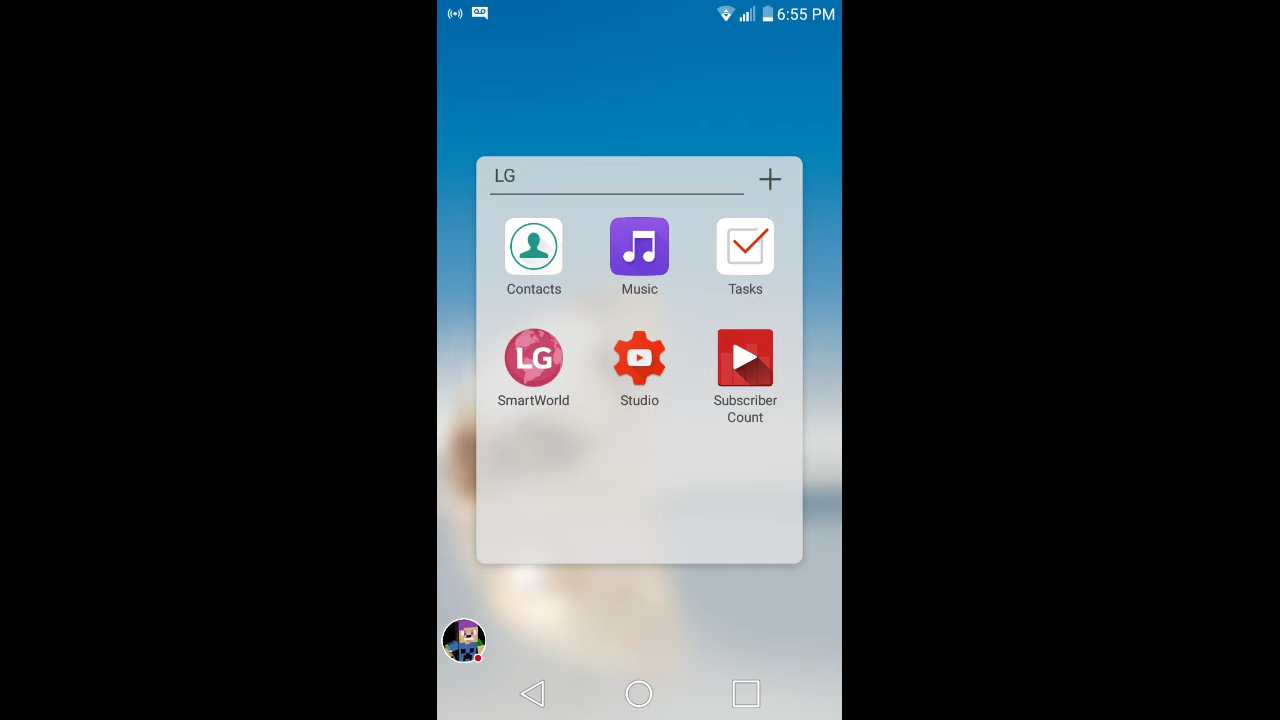 6:55 PM
LG
Contacts
Music
Tasks
LG
SmartWorld
Studio
Subscriber
Count